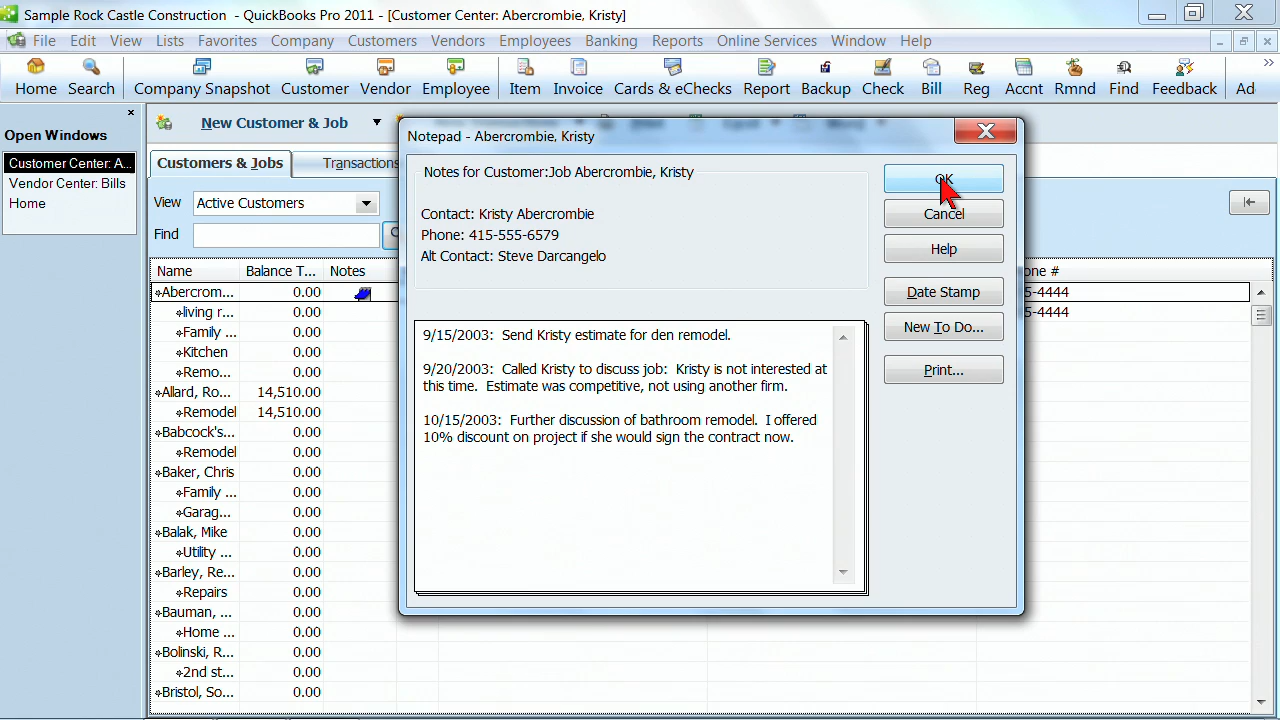 Sample Rock Castle Construction - QuickBooks Pro 2011 - [Customer Center: Abercrombie, Kristy]
File Edit View Lists Favorites Company Customers Vendors Employees Banking Reports Online Services Window Help
Home Search Company Snapshot Customer Vendor Employee Item Invoice Cards & eChecks Report Backup Check Bill Reg Accnt Rmnd Find Feedback Ad
Open Windows
Customer Center: A...
Vendor Center: Bills
Home
New Customer & Job
Customers & Jobs Transactions
View Active Customers
Find
Name Balance T... Notes
Abercrom... 0.00
living r... 0.00
Family ... 0.00
Kitchen 0.00
Remo... 0.00
Allard, Ro... 14,510.00
Remodel 14,510.00
Babcock's... 0.00
Remodel 0.00
Baker, Chris 0.00
Family ... 0.00
Garag... 0.00
Balak, Mike 0.00
Utility ... 0.00
Barley, Re... 0.00
Repairs 0.00
Bauman, ... 0.00
Home ... 0.00
Bolinski, R... 0.00
2nd st... 0.00
Bristol, So... 0.00
Notepad - Abercrombie, Kristy
Notes for Customer:Job Abercrombie, Kristy
Contact: Kristy Abercrombie
Phone: 415-555-6579
Alt Contact: Steve Darcangelo
9/15/2003: Send Kristy estimate for den remodel.
9/20/2003: Called Kristy to discuss job: Kristy is not interested at
this time. Estimate was competitive, not using another firm.
10/15/2003: Further discussion of bathroom remodel. I offered
10% discount on project if she would sign the contract now.
OK
Cancel
Help
Date Stamp
New To Do...
Print...
one #
5-4444
5-4444